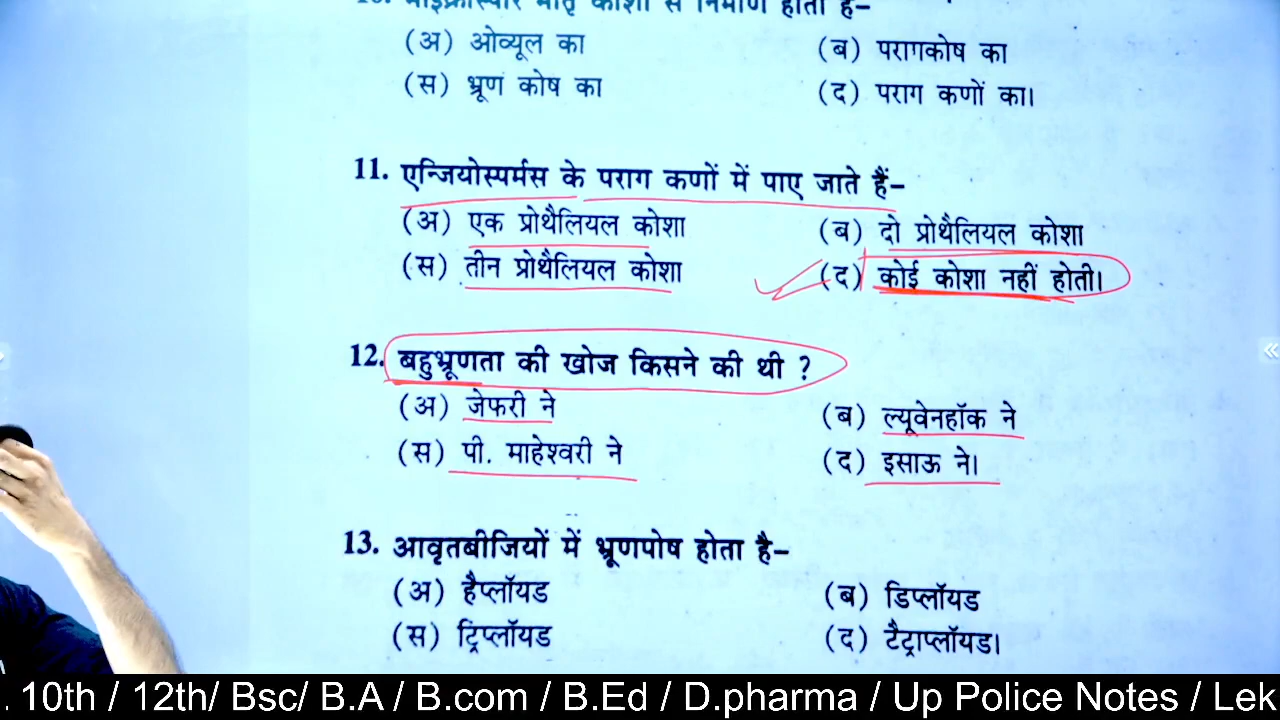 10. माइक्रोस्पोर मातृ कोशा से निर्माण होता है–
(अ) ओव्यूल का (ब) परागकोष का
(स) भ्रूण कोष का (द) पराग कणों का।
11. एन्जियोस्पर्मस के पराग कणों में पाए जाते हैं–
(अ) एक प्रोथैलियल कोशा (ब) दो प्रोथैलियल कोशा
(स) तीन प्रोथैलियल कोशा (द) कोई कोशा नहीं होती।
12. बहुभ्रूणता की खोज किसने की थी ?
(अ) जेफरी ने (ब) ल्यूवेनहॉक ने
(स) पी. माहेश्वरी ने (द) इसाऊ ने।
13. आवृतबीजियों में भ्रूणपोष होता है–
(अ) हैप्लॉयड (ब) डिप्लॉयड
(स) ट्रिप्लॉयड (द) टैट्राप्लॉयड।
. 10th / 12th/ Bsc/ B.A / B.com / B.Ed / D.pharma / Up Police Notes / Lek